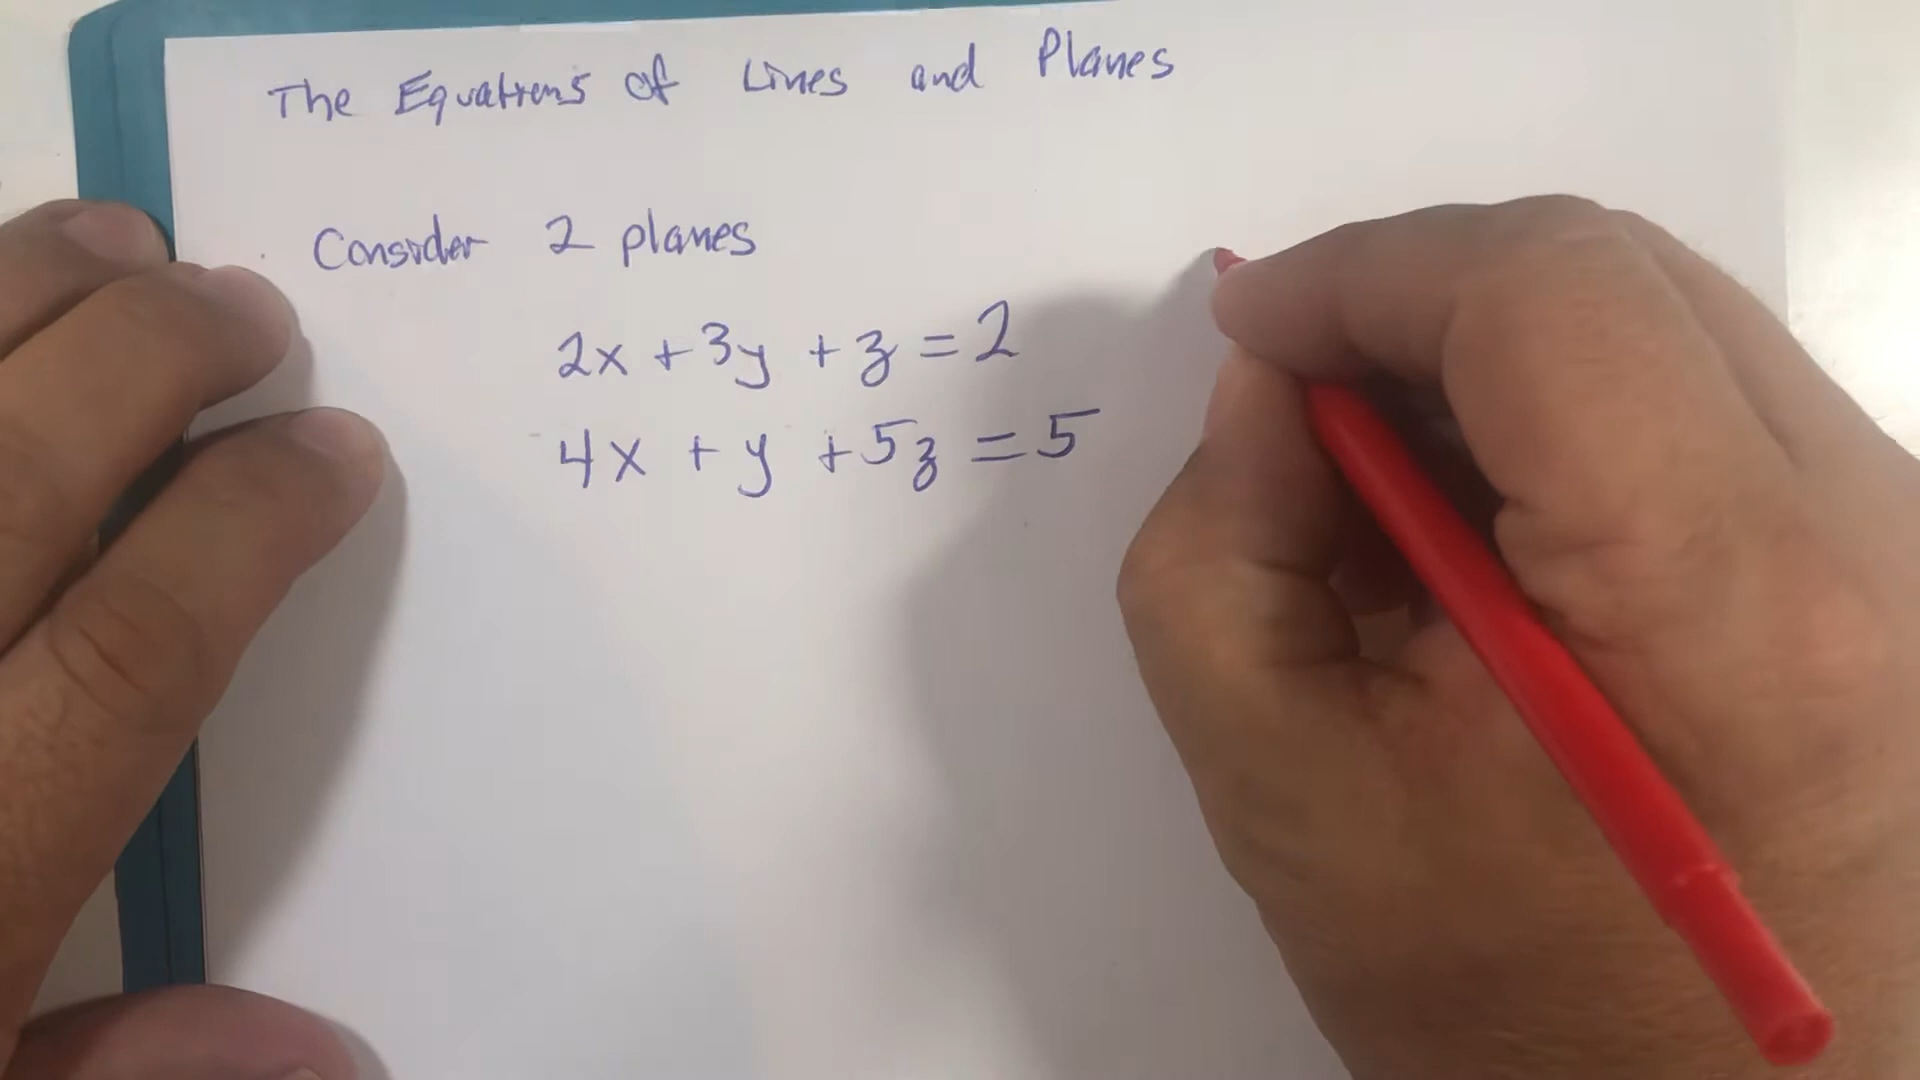 The Equations of Lines and Planes
Consider 2 planes
2x + 3y + z = 2
4x + y + 5z = 5